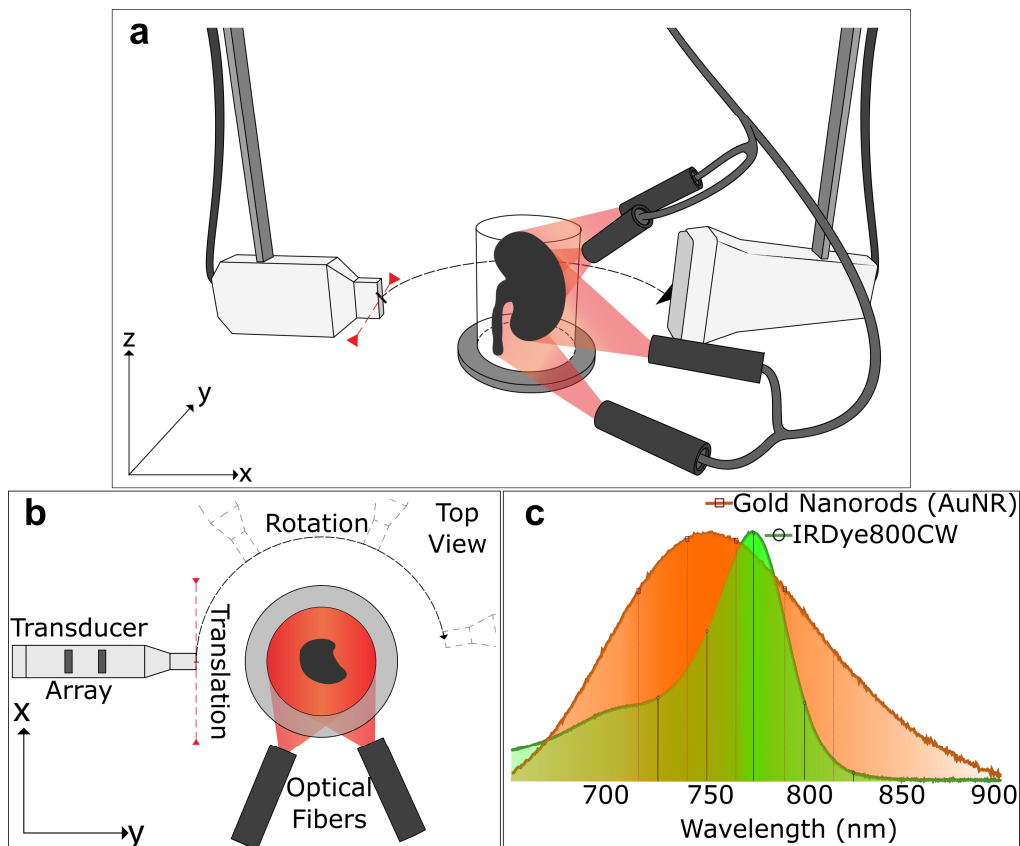 a
z
y
x
b
Rotation
Top
View
Transducer
Array
Translation
x
y
Optical
Fibers
c
Gold Nanorods (AuNR)
IRDye800CW
700 750 800 850 900
Wavelength (nm)